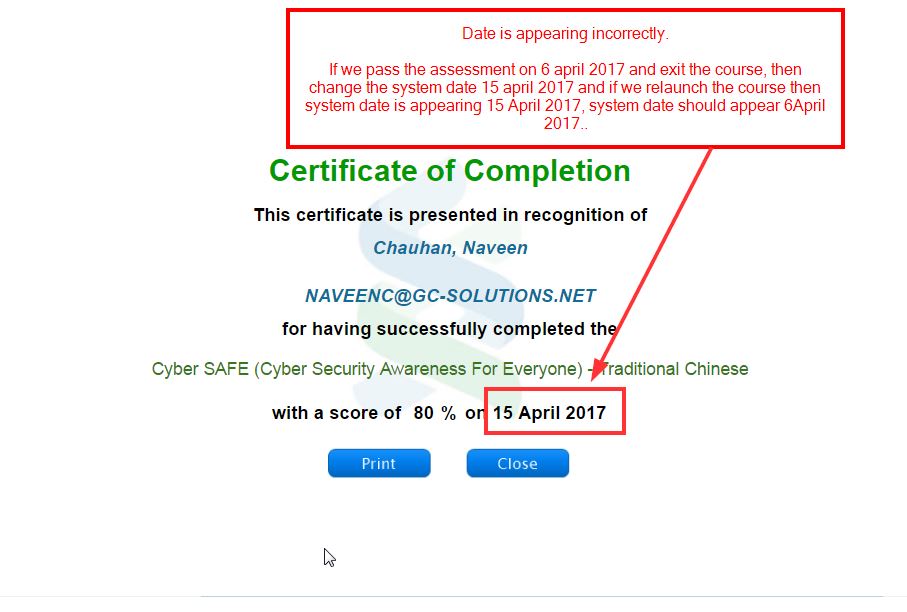 Date is appearing incorrectly.
If we pass the assessment on 6 april 2017 and exit the course, then
change the system date 15 april 2017 and if we relaunch the course then
system date is appearing 15 April 2017, system date should appear 6April
2017..
Certificate of Completion
This certificate is presented in recognition of
Chauhan, Naveen
NAVEENC@GC-SOLUTIONS.NET
for having successfully completed the
Cyber SAFE (Cyber Security Awareness For Everyone) - Traditional Chinese
with a score of 80 % on 15 April 2017
Print Close